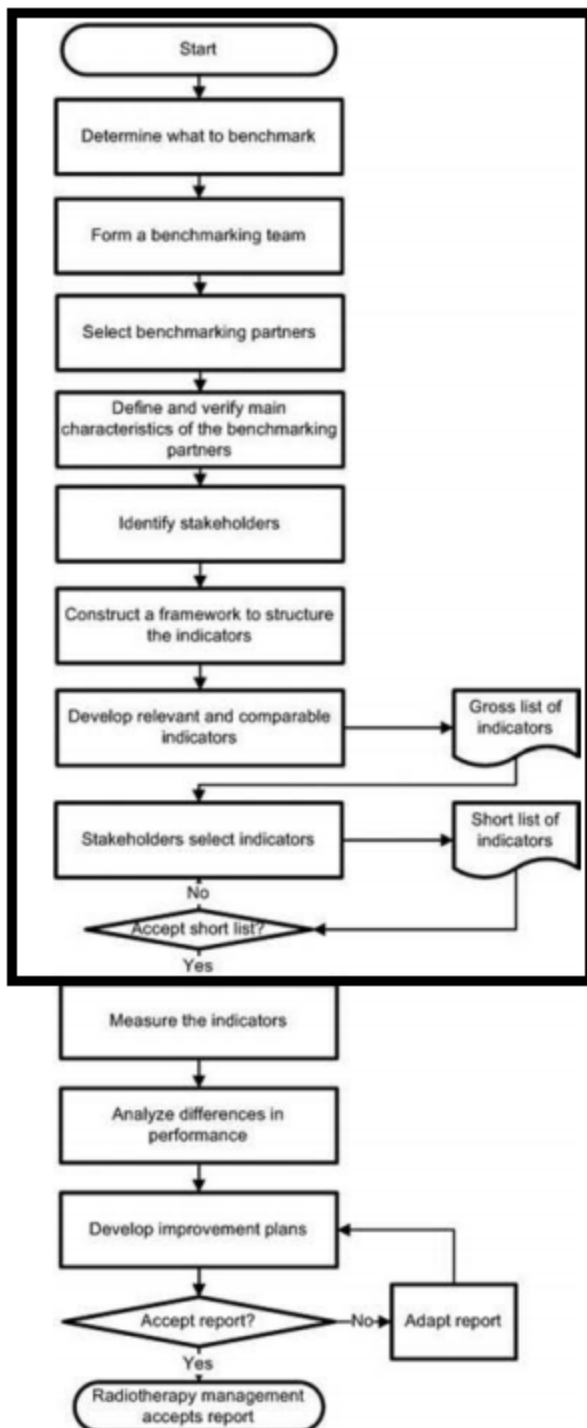 Start
Determine what to benchmark
Form a benchmarking team
Select benchmarking partners
Define and verify main
characteristics of the benchmarking
partners
Identify stakeholders
Construct a framework to structure
the indicators
Develop relevant and comparable
indicators
Gross list of
indicators
Stakeholders select indicators
Short list of
indicators
No
Accept short list?
Yes
Measure the indicators
Analyze differences in
performance
Develop improvement plans
Accept report?
No
Adapt report
Yes
Radiotherapy management
accepts report